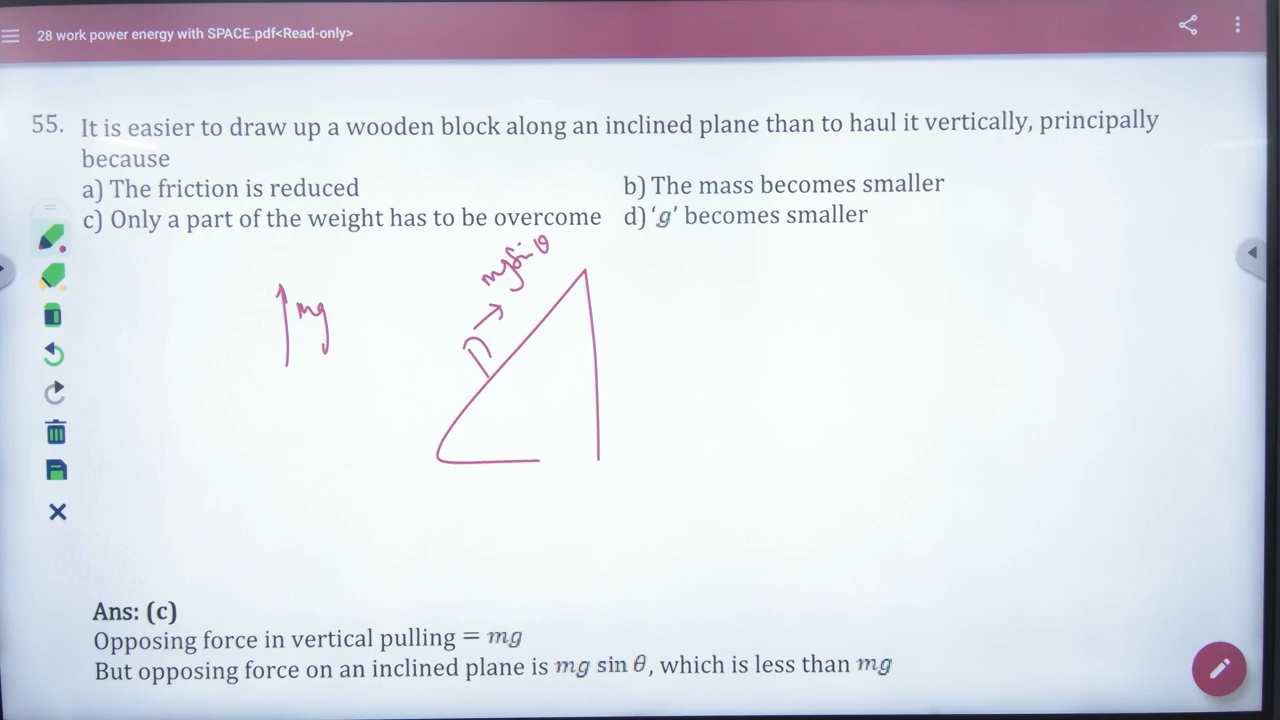 28 work power energy with SPACE.pdf<Read-only>
55. It is easier to draw up a wooden block along an inclined plane than to haul it vertically, principally
because
a) The friction is reduced b) The mass becomes smaller
c) Only a part of the weight has to be overcome d) ‘g’ becomes smaller
mg sin θ
mg
Ans: (c)
Opposing force in vertical pulling = mg
But opposing force on an inclined plane is mg sin θ, which is less than mg